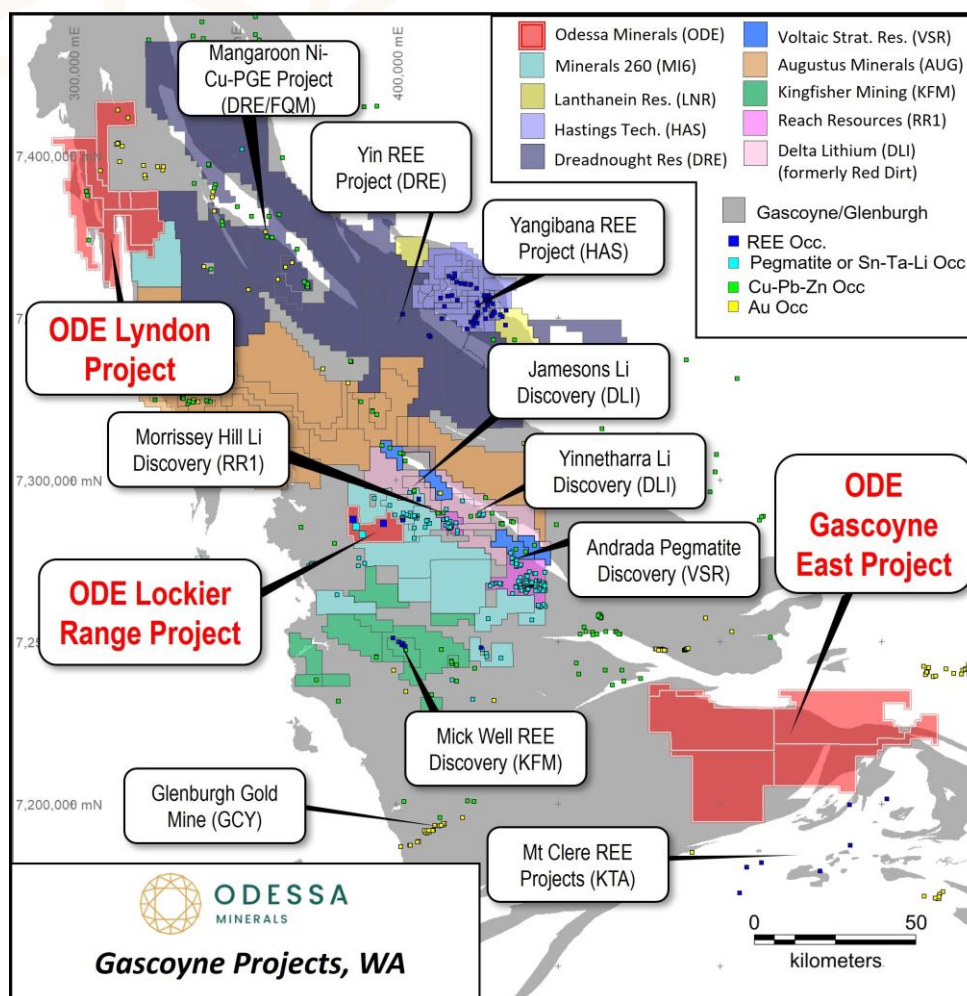 300,000 mE
400,000 mE
Mangaroon Ni-
Cu-PGE Project
(DRE/FQM)
Odessa Minerals (ODE)
Minerals 260 (MI6)
Lanthanein Res. (LNR)
Hastings Tech. (HAS)
Dreadnought Res (DRE)
Voltaic Strat. Res. (VSR)
Augustus Minerals (AUG)
Kingfisher Mining (KFM)
Reach Resources (RR1)
Delta Lithium (DLI)
(formerly Red Dirt)
Gascoyne/Glenburgh
REE Occ.
Pegmatite or Sn-Ta-Li Occ
Cu-Pb-Zn Occ
Au Occ
7,400,000 mN
Yin REE
Project (DRE)
Yangibana REE
Project (HAS)
ODE Lyndon
Project
Jamesons Li
Discovery (DLI)
Morrissey Hill Li
Discovery (RR1)
Yinnetharra Li
Discovery (DLI)
7,300,000 mN
ODE
Gascoyne
East Project
Andrada Pegmatite
Discovery (VSR)
ODE Lockier
Range Project
Mick Well REE
Discovery (KFM)
Glenburgh Gold
Mine (GCY)
7,200,000 mN
Mt Clere REE
Projects (KTA)
ODESSA
MINERALS
Gascoyne Projects, WA
0 50
kilometers